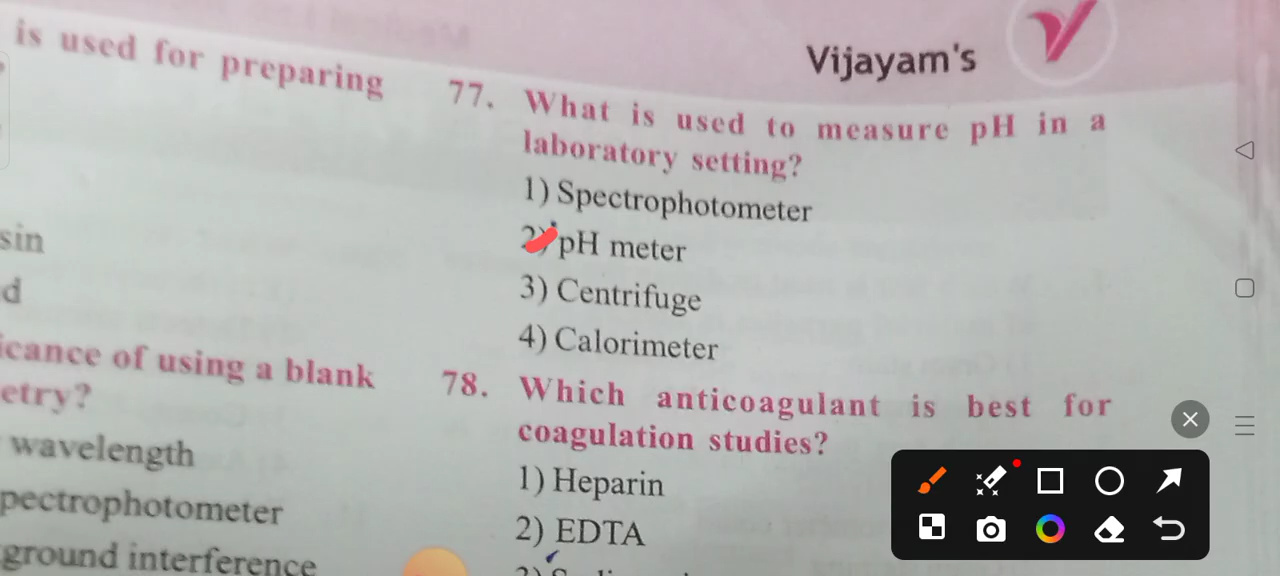 Vijayam's
is used for preparing
sin
d
icance of using a blank
etry?
wavelength
pectrophotometer
ground interference
77. What is used to measure pH in a
laboratory setting?
1) Spectrophotometer
2) pH meter
3) Centrifuge
4) Calorimeter
78. Which anticoagulant is best for
coagulation studies?
1) Heparin
2) EDTA